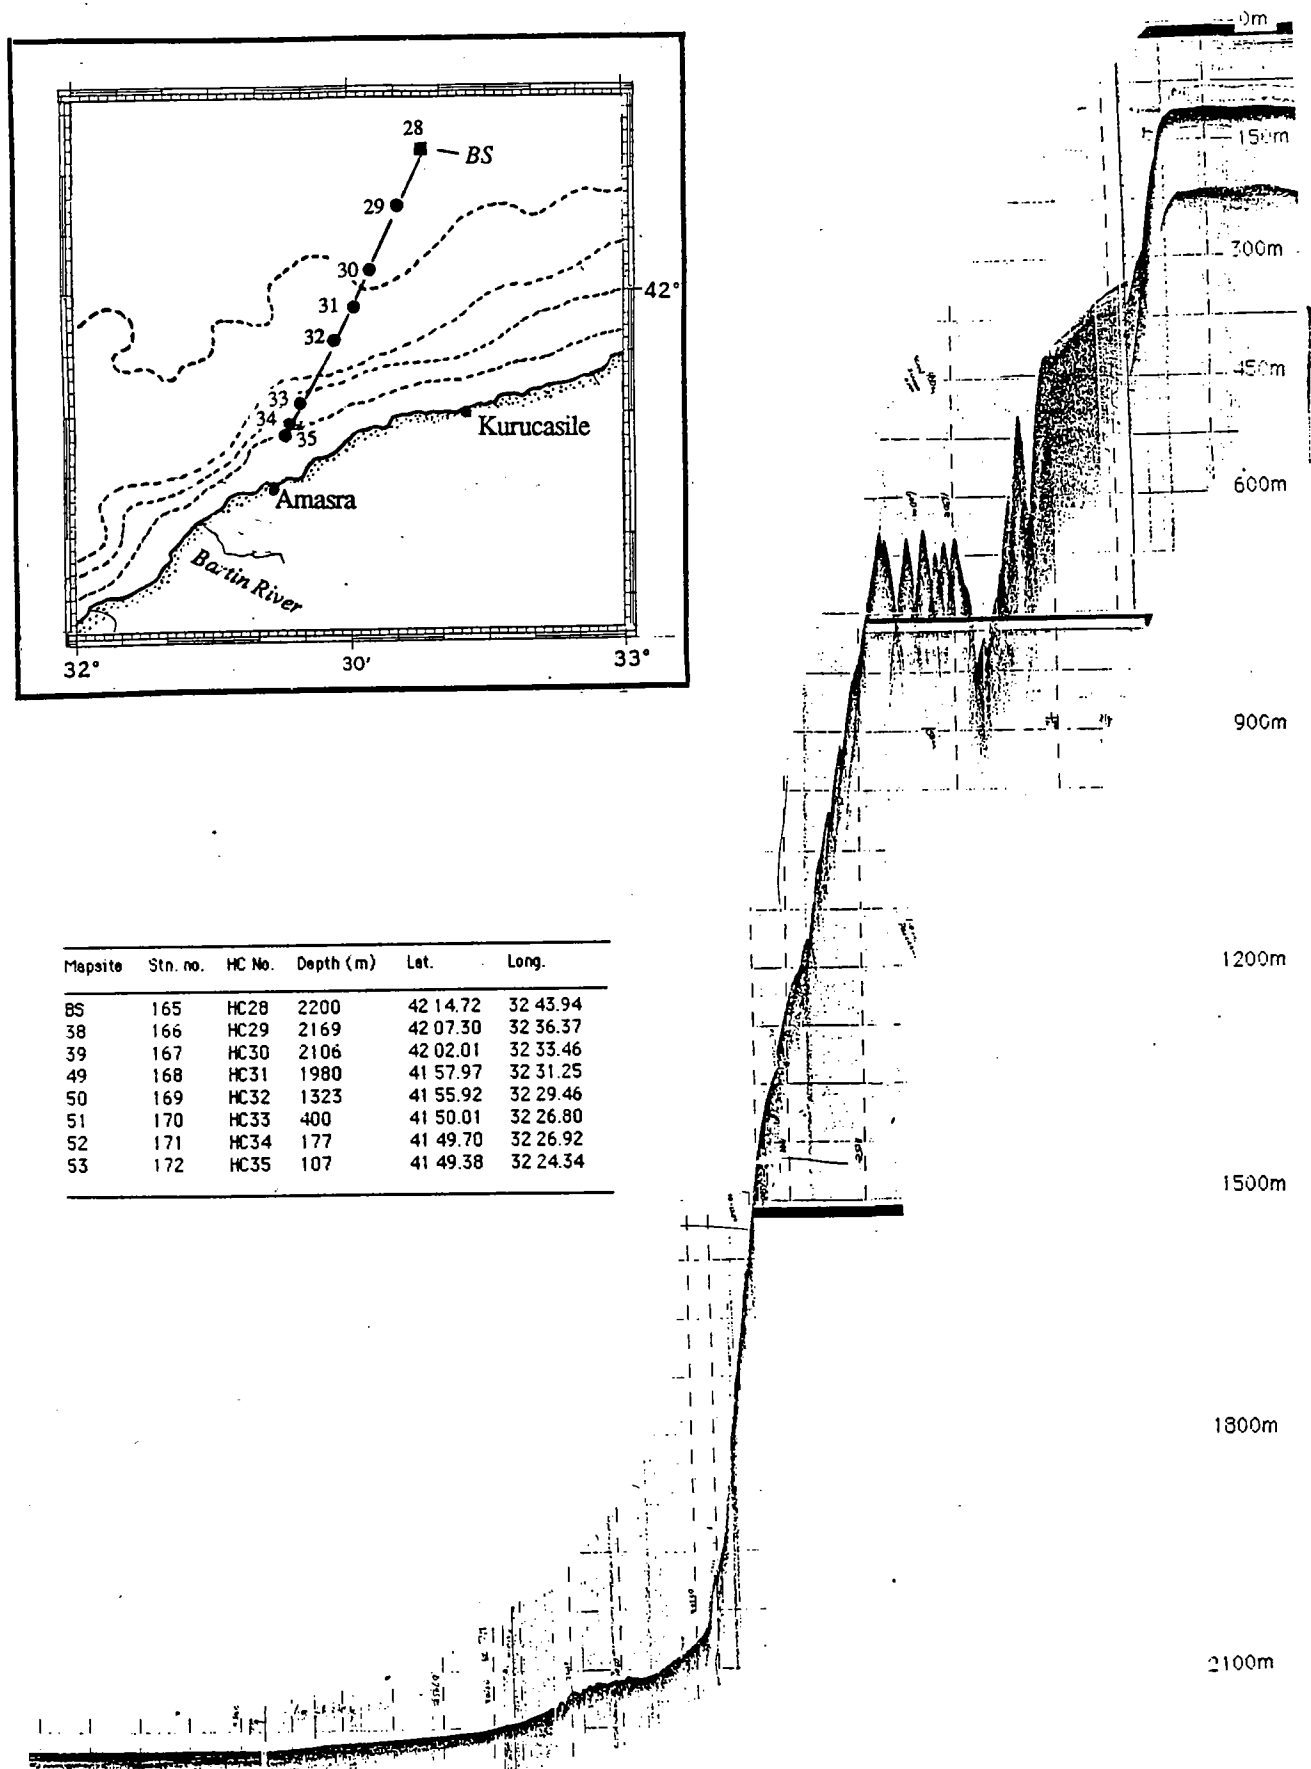 28
BS
29
30
31
42°
32
33
34
35
Kurucasile
Amasra
Bartin River
32°
30'
33°
0m
150m
300m
450m
600m
900m
1200m
1500m
1800m
2100m
Mapsite Stn. no. HC No. Depth (m) Lat. Long.
BS 165 HC28 2200 42 14.72 32 43.94
38 166 HC29 2169 42 07.30 32 36.37
39 167 HC30 2106 42 02.01 32 33.46
49 168 HC31 1980 41 57.97 32 31.25
50 169 HC32 1323 41 55.92 32 29.46
51 170 HC33 400 41 50.01 32 26.80
52 171 HC34 177 41 49.70 32 26.92
53 172 HC35 107 41 49.38 32 24.34